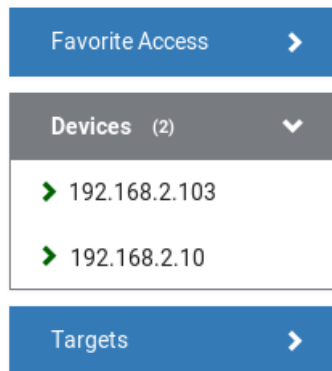 Favorite Access
Devices (2)
192.168.2.103
192.168.2.10
Targets